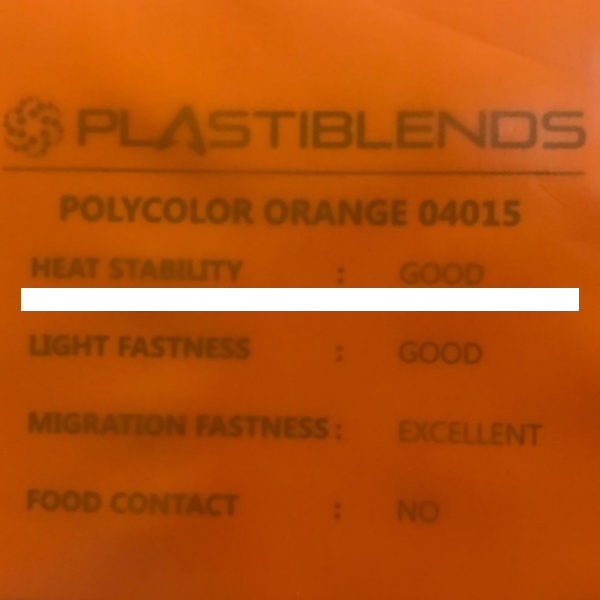 PLASTIBLENDS
POLYCOLOR ORANGE 04015
HEAT STABILITY : GOOD
LIGHT FASTNESS : GOOD
MIGRATION FASTNESS : EXCELLENT
FOOD CONTACT : NO